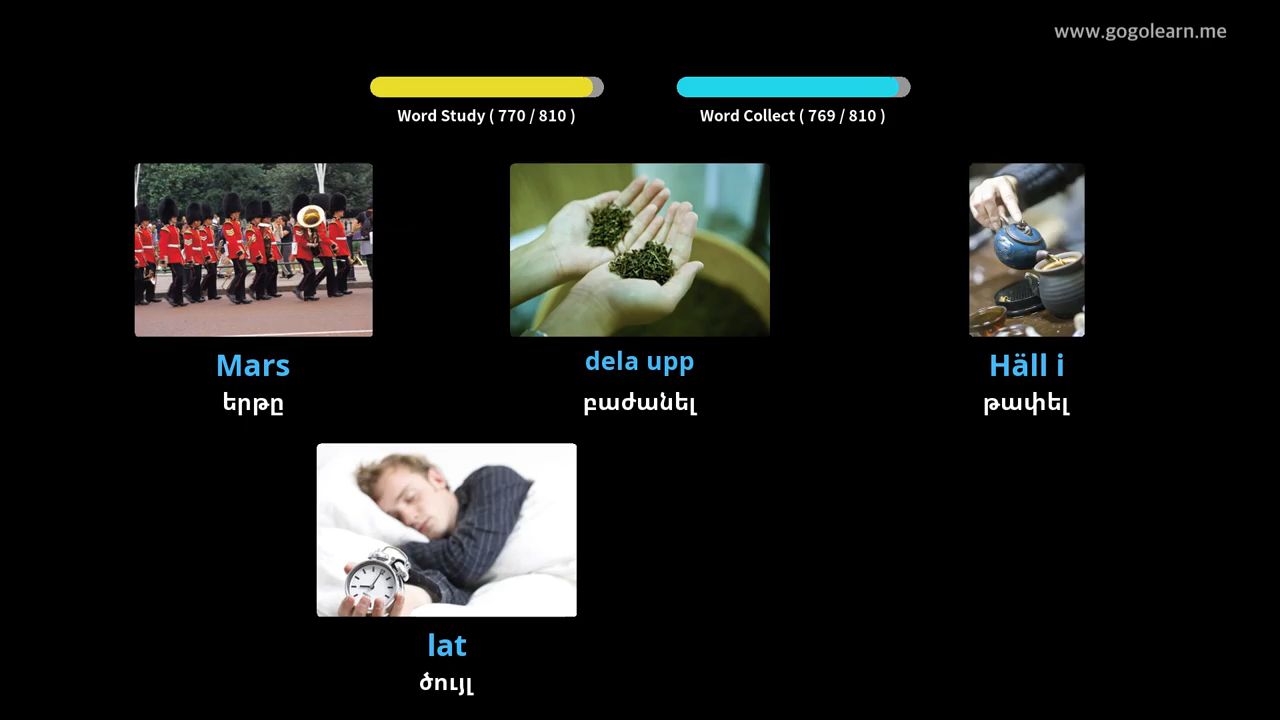 www.gogolearn.me
Word Study ( 770 / 810 )
Word Collect ( 769 / 810 )
Mars
երթը
dela upp
բաժանել
Häll i
թափել
lat
ծույլ